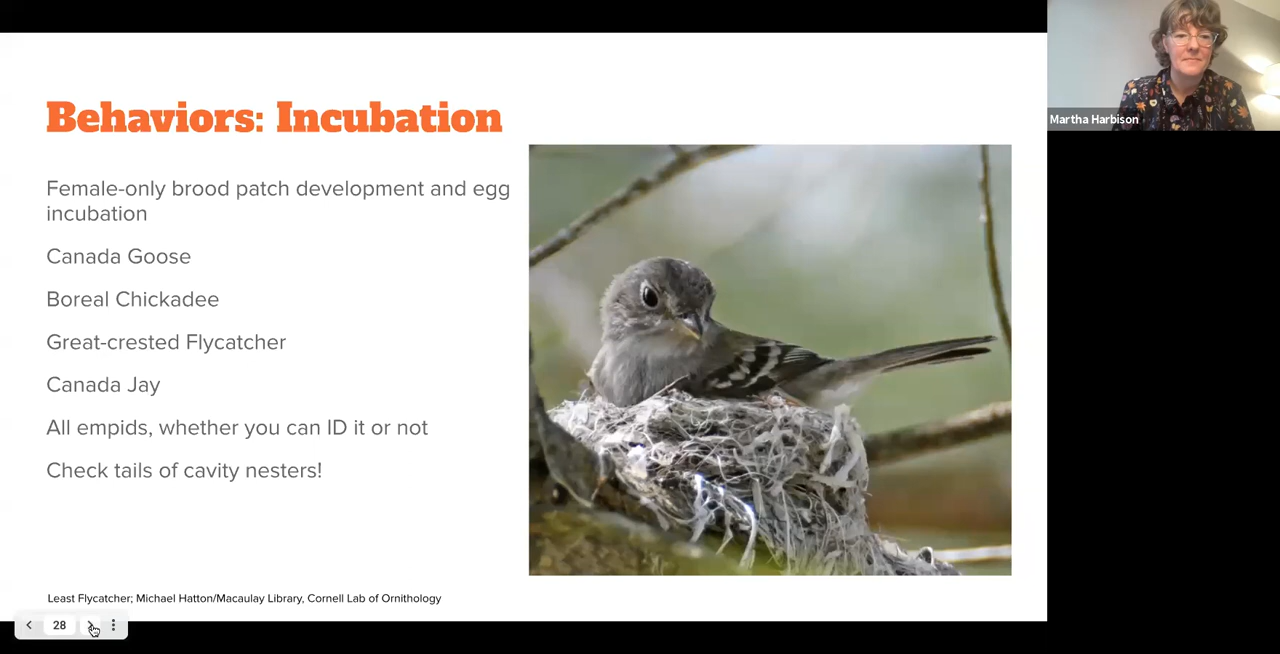 Behaviors: Incubation
Female-only brood patch development and egg
incubation
Canada Goose
Boreal Chickadee
Great-crested Flycatcher
Canada Jay
All empids, whether you can ID it or not
Check tails of cavity nesters!
Least Flycatcher; Michael Hatton/Macaulay Library, Cornell Lab of Ornithology
28
Martha Harbison